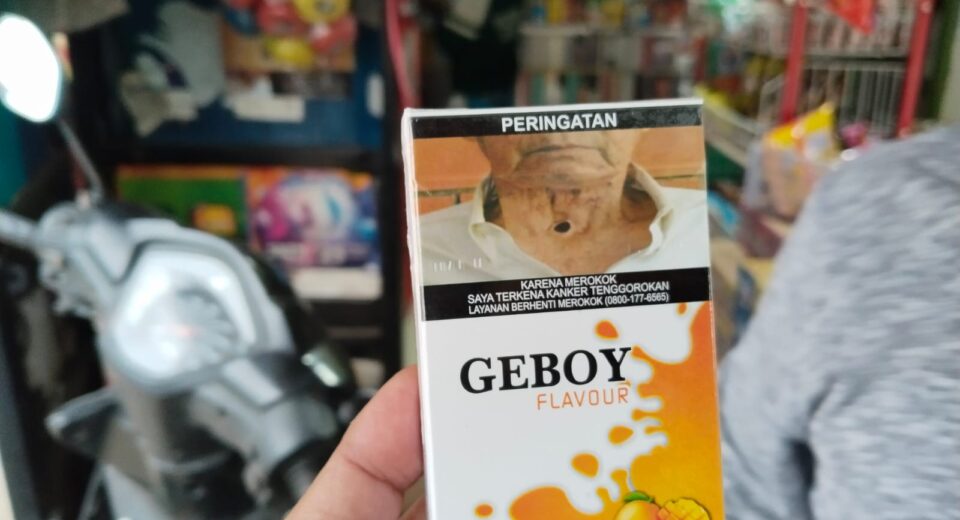 PERINGATAN
KARENA MEROKOK
SAYA TERKENA KANKER TENGGOROKAN
LAYANAN BERHENTI MEROKOK (0800-177-6565)
GEBOY
FLAVOUR